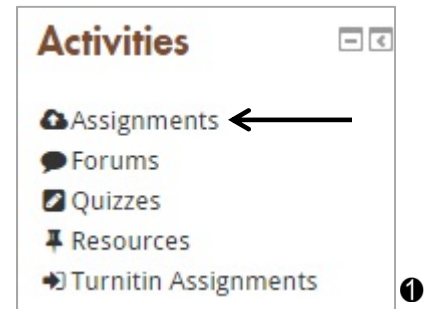 Activities
Assignments
Forums
Quizzes
Resources
Turnitin Assignments
❶